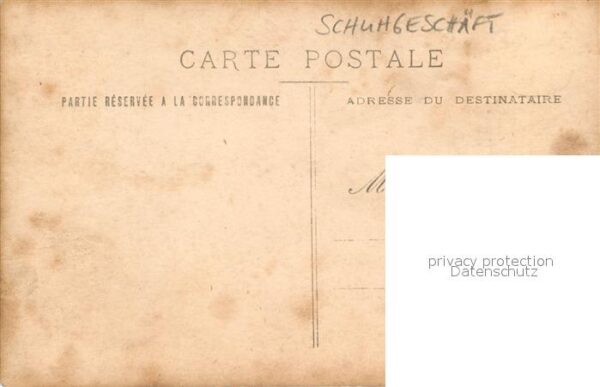 SCHUHGESCHÄFT
CARTE POSTALE
PARTIE RÉSERVÉE A LA CORRESPONDANCE
ADRESSE DU DESTINATAIRE
M
privacy protection
Datenschutz